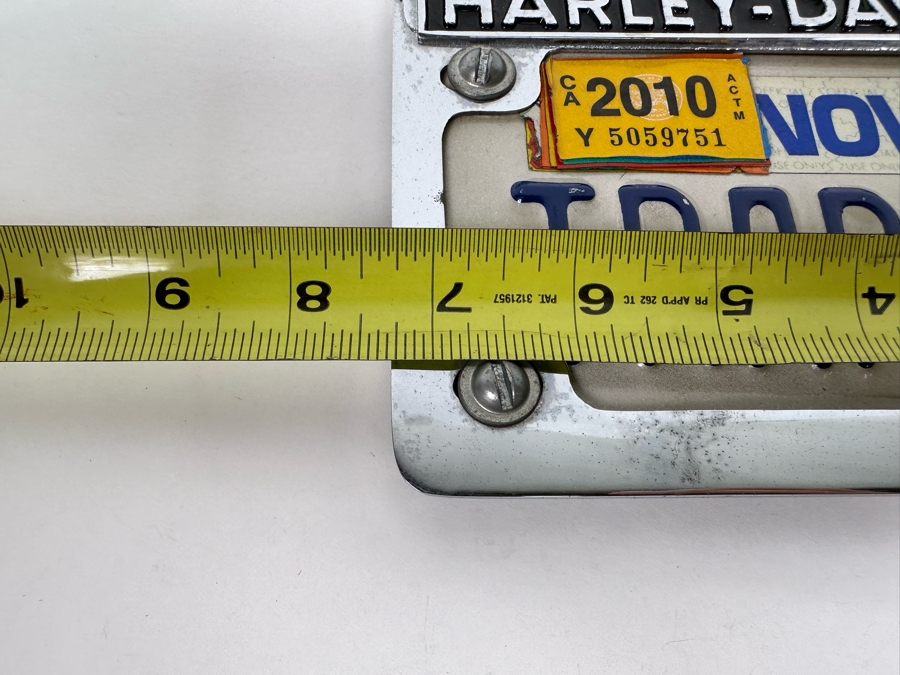 HARLEY-DA
CA 2010 ACTM
Y 5059751
NOV
10 9 8 7 PAT. 3121957 6 PR APP'D 262 TC 5 4